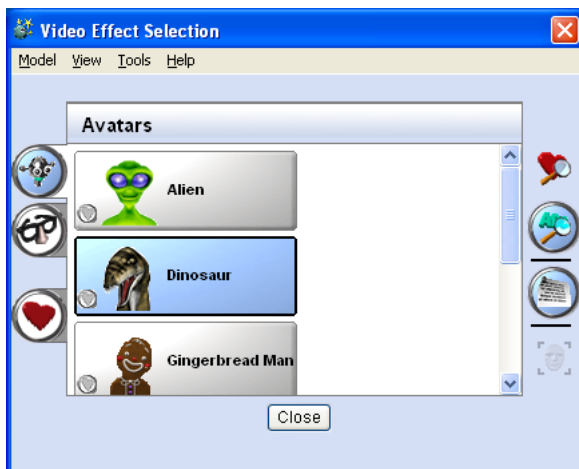 Video Effect Selection
Model View Tools Help
Avatars
Alien
Dinosaur
Gingerbread Man
Close